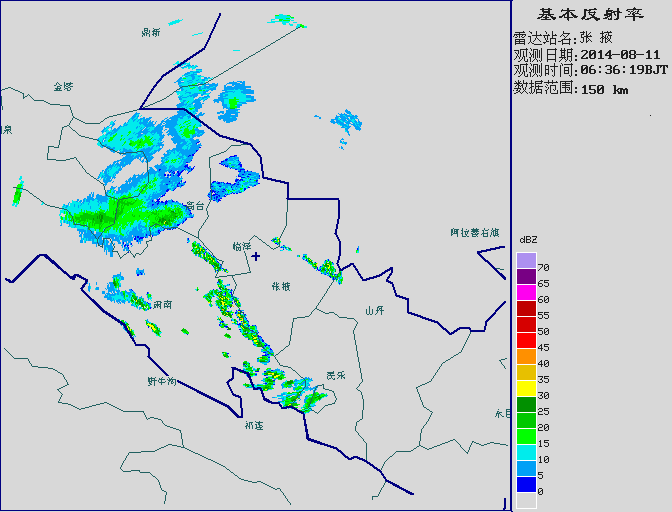 基本反射率
雷达站名:张 掖
观测日期:2014-08-11
观测时间:06:36:19BJT
数据范围:150 km
鼎新
金塔
泉
高台
临泽
阿拉善右旗
张掖
肃南
山丹
野牛沟
民乐
祁连
永昌
dBZ
70
65
60
55
50
45
40
35
30
25
20
15
10
5
0